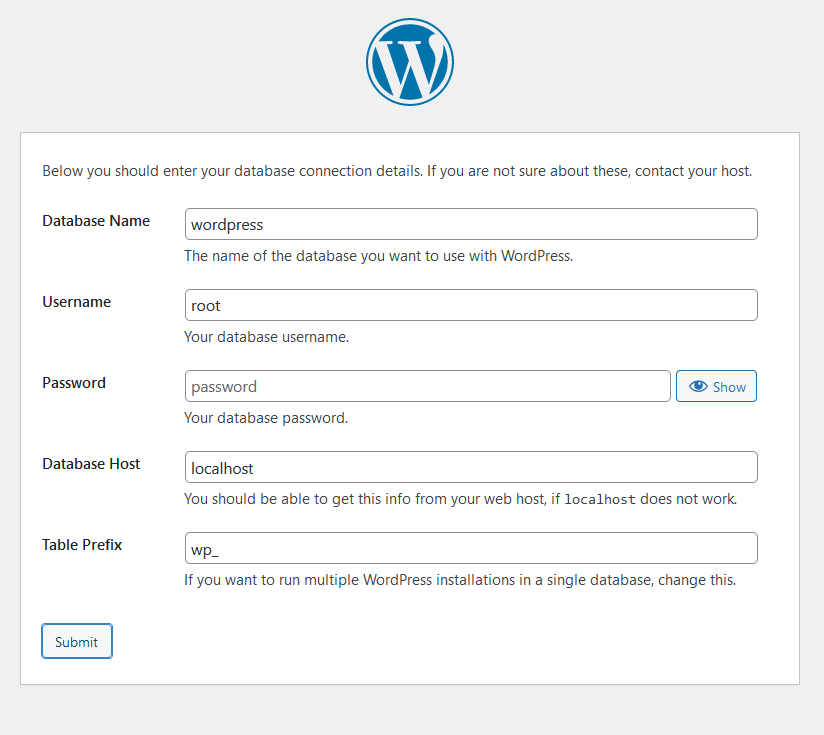 Below you should enter your database connection details. If you are not sure about these, contact your host.
Database Name
wordpress
The name of the database you want to use with WordPress.
Username
root
Your database username.
Password
password
Show
Your database password.
Database Host
localhost
You should be able to get this info from your web host, if localhost does not work.
Table Prefix
wp_
If you want to run multiple WordPress installations in a single database, change this.
Submit